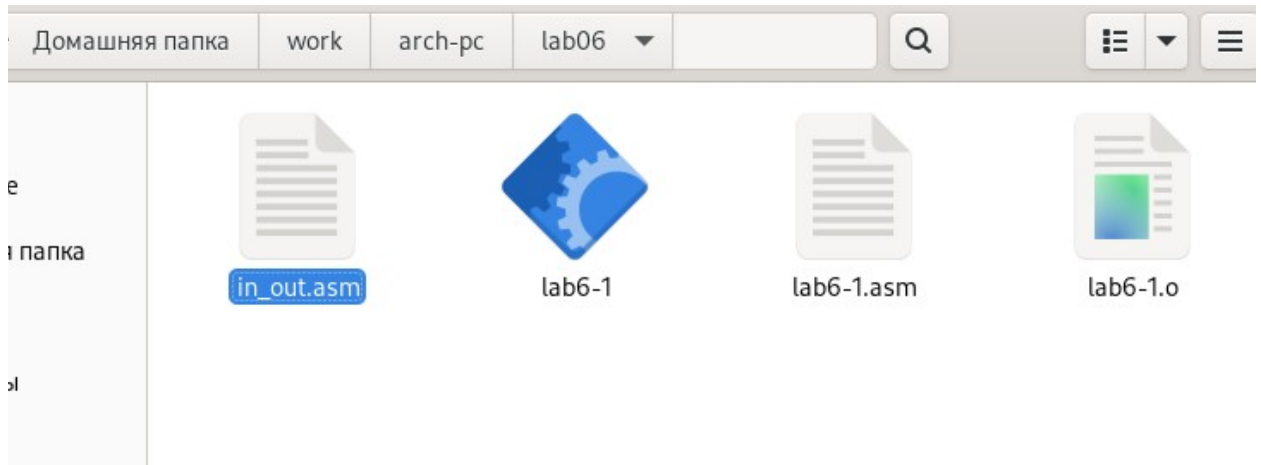 Домашняя папка work arch-pc lab06
е
я папка
ы
in_out.asm lab6-1 lab6-1.asm lab6-1.o